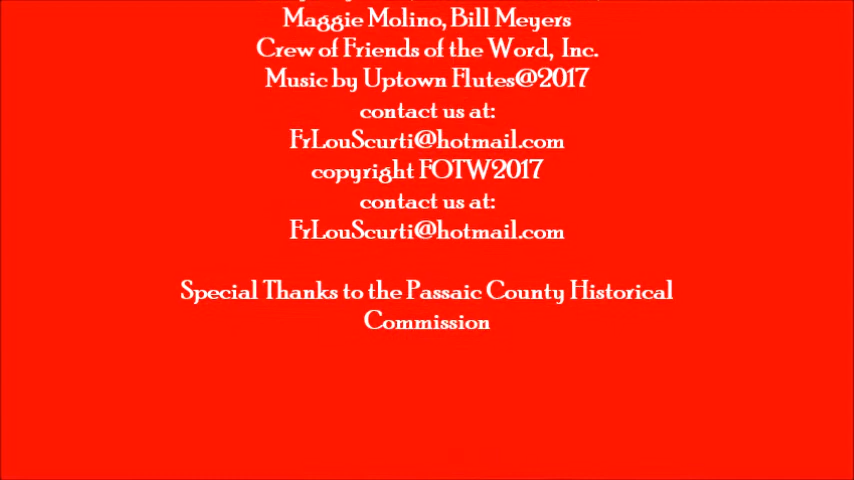 Maggie Molino, Bill Meyers
Crew of Friends of the Word, Inc.
Music by Uptown Flutes@2017
contact us at:
FrLouScurti@hotmail.com
copyright FOTW2017
contact us at:
FrLouScurti@hotmail.com
Special Thanks to the Passaic County Historical
Commission